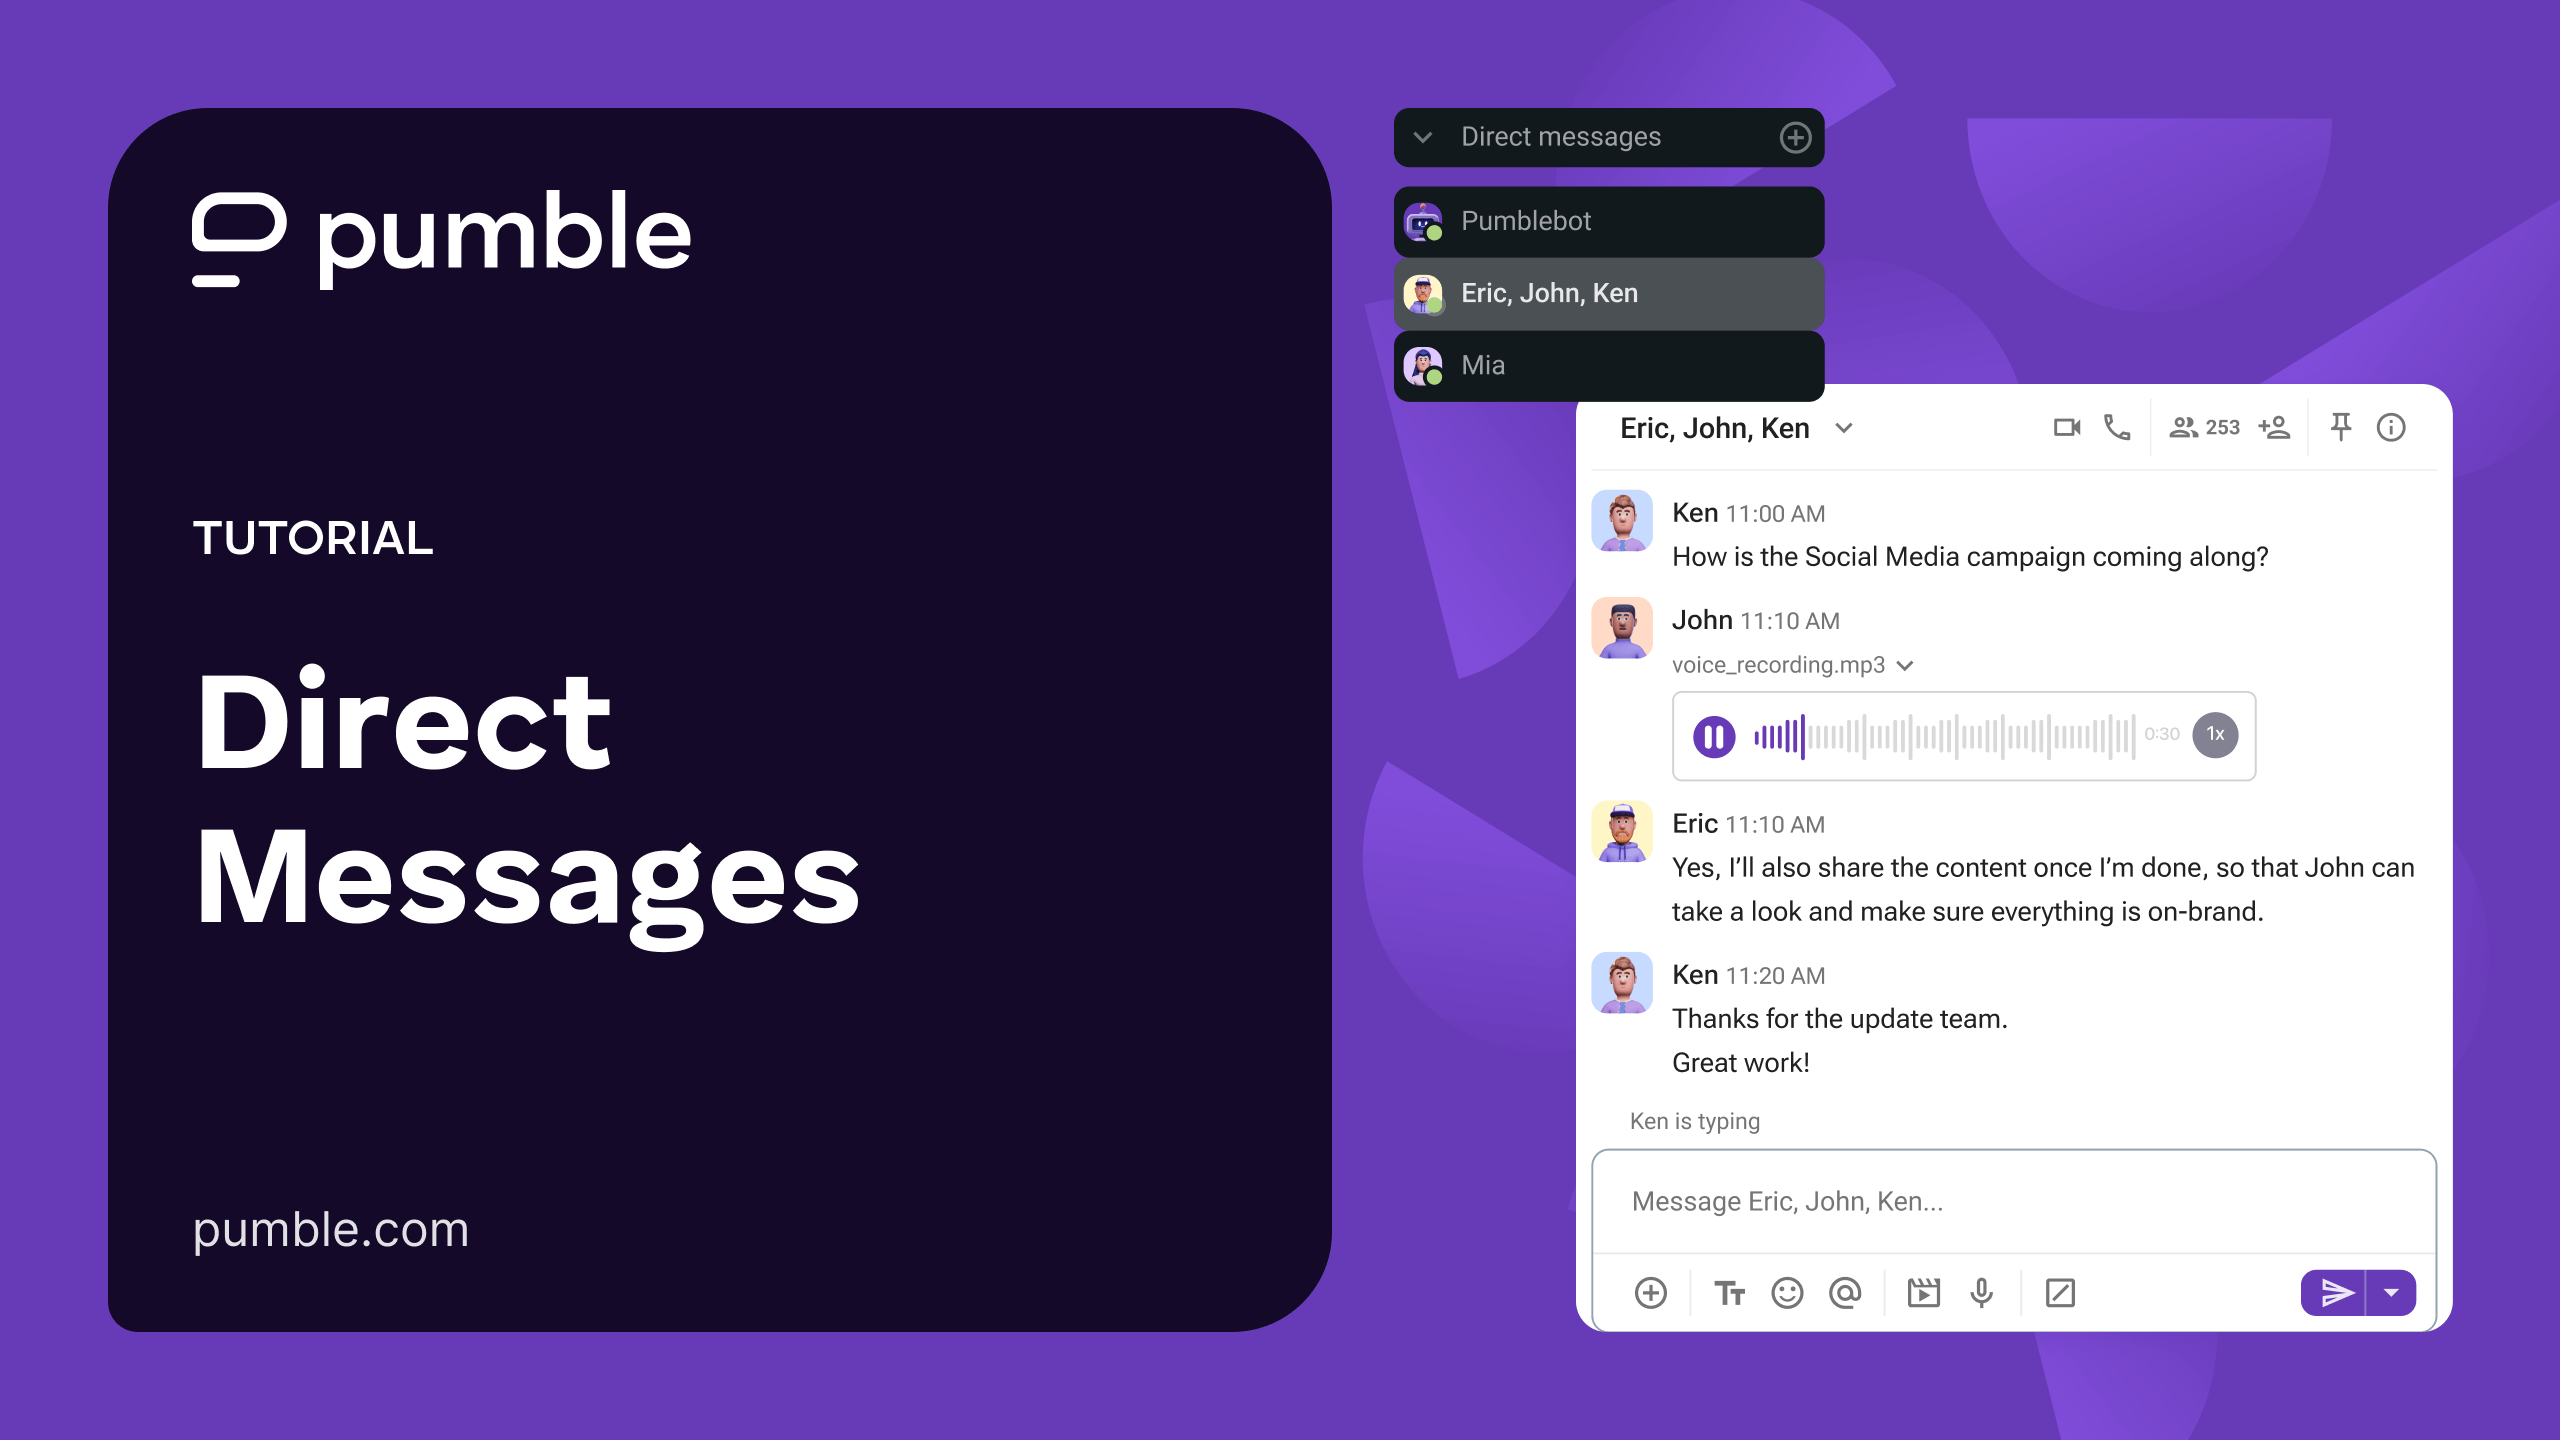 pumble
TUTORIAL
Direct
Messages
pumble.com
Direct messages
Pumblebot
Eric, John, Ken
Mia
Eric, John, Ken
253
Ken 11:00 AM
How is the Social Media campaign coming along?
John 11:10 AM
voice_recording.mp3
0:30
1x
Eric 11:10 AM
Yes, I’ll also share the content once I’m done, so that John can
take a look and make sure everything is on-brand.
Ken 11:20 AM
Thanks for the update team.
Great work!
Ken is typing
Message Eric, John, Ken...